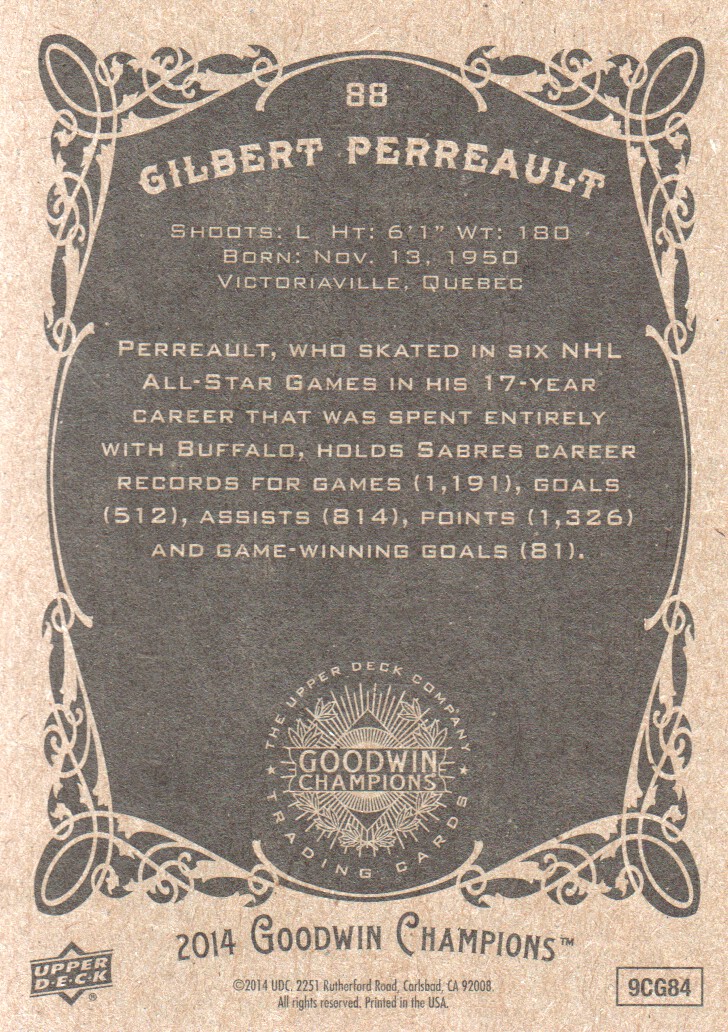 88
GILBERT PERREAULT
SHOOTS: L HT: 6'1" WT: 180
BORN: NOV. 13, 1950
VICTORIAVILLE, QUEBEC
PERREAULT, WHO SKATED IN SIX NHL
ALL-STAR GAMES IN HIS 17-YEAR
CAREER THAT WAS SPENT ENTIRELY
WITH BUFFALO, HOLDS SABRES CAREER
RECORDS FOR GAMES (1,191), GOALS
(512), ASSISTS (814), POINTS (1,326)
AND GAME-WINNING GOALS (81).
THE UPPER DECK COMPANY
GOODWIN
CHAMPIONS
TRADING CARDS
2014 GOODWIN CHAMPIONS™
UPPER
D·E·C·K
®
©2014 UDC. 2251 Rutherford Road, Carlsbad, CA 92008.
All rights reserved. Printed in the USA.
9CG84